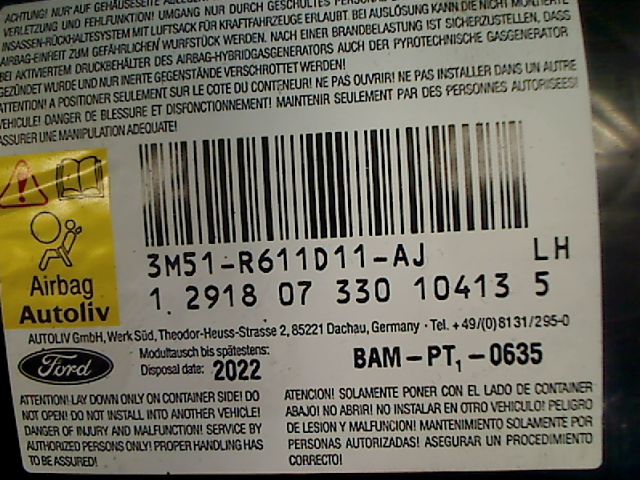 ACHTUNG! NUR AUF GEHÄUSESEITE
VERLETZUNG UND FEHLFUNKTION! UMGANG NUR DURCH GESCHULTES
INSASSEN-RÜCKHALTESYSTEM MIT LUFTSACK FÜR KRAFTFAHRZEUGE ERLAUBT. BEI AUSLÖSUNG KANN DIE NICHT MONTIERTE
AIRBAG-EINHEIT ZUM GEFÄHRLICHEN WURFSTÜCK WERDEN. NACH EINER BRANDBELASTUNG IST SICHERZUSTELLEN, DASS
BEI AKTIVIERTEM DRUCKBEHÄLTER DES AIRBAG-HYBRIDGASGENERATORS AUCH DER PYROTECHNISCHE GASGENERATOR
GEZÜNDET WURDE UND NUR INERTE GEGENSTÄNDE VERSCHROTTET WERDEN!
ATTENTION! A POSITIONER SEULEMENT SUR LE COTE DU CONTENEUR! NE PAS OUVRIR! NE PAS INSTALLER DANS UN AUTRE
VEHICULE! DANGER DE BLESSURE ET DISFONCTIONNEMENT! MAINTENIR SEULEMENT PAR DES PERSONNES AUTORISEES!
ASSURER UNE MANIPULATION ADEQUATE!
3M51-R611D11-AJ LH
1. 2918 07 330 10413 5
Airbag
Autoliv
AUTOLIV GmbH, Werk Süd, Theodor-Heuss-Strasse 2, 85221 Dachau, Germany · Tel. +49/(0)8131/295-0
Ford
Modultausch bis spätestens:
Disposal date: 2022
BAM-PT₁-0635
ATTENTION! LAY DOWN ONLY ON CONTAINER SIDE! DO
NOT OPEN! DO NOT INSTALL INTO ANOTHER VEHICLE!
DANGER OF INJURY AND MALFUNCTION! SERVICE BY
AUTHORIZED PERSONS ONLY! PROPER HANDLING HAS
TO BE ASSURED!
ATENCION! SOLAMENTE PONER CON EL LADO DE CONTAINER
ABAJO! NO ABRIR! NO INSTALAR EN OTRO VEHICULO! PELIGRO
DE LESION Y MALFUNCION! MANTENIMIENTO SOLAMENTE POR
PERSONAS AUTORIZADAS! ASEGURAR UN PROCEDIMIENTO
CORRECTO!